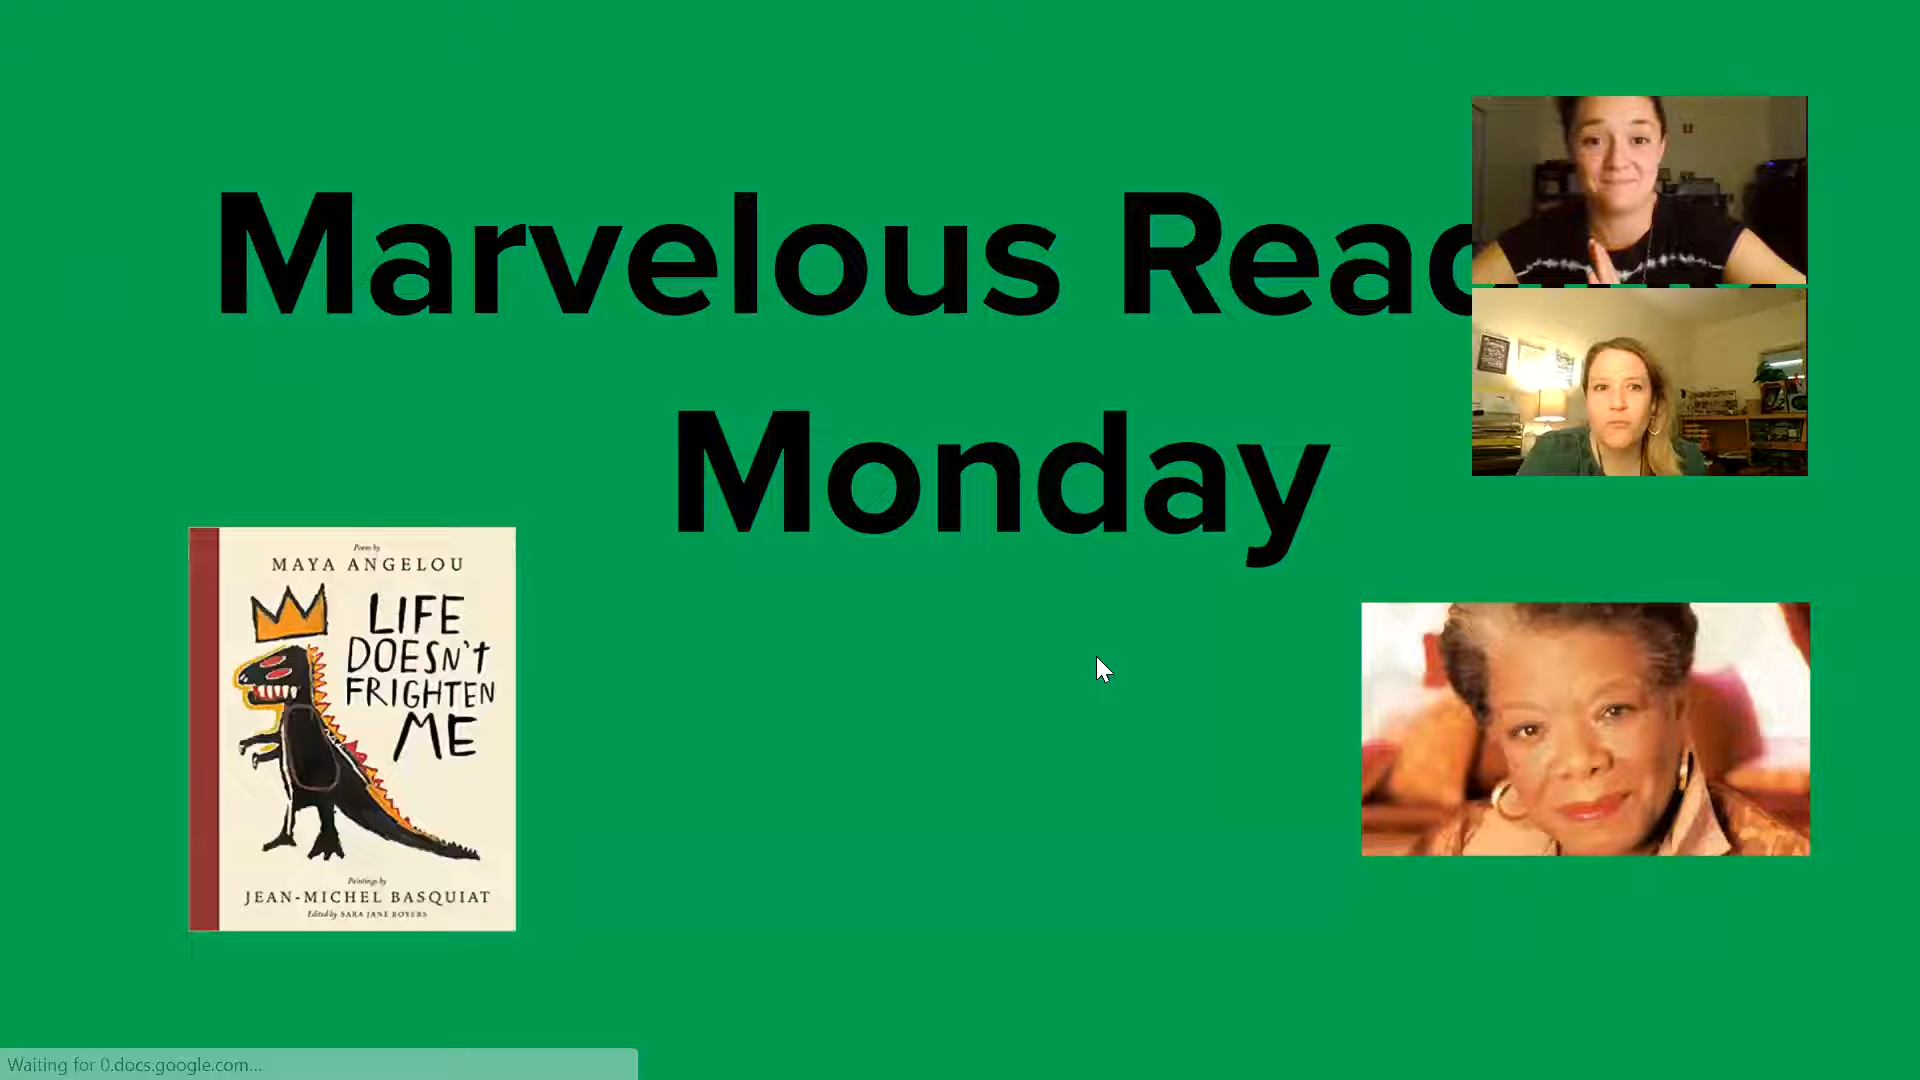 Marvelous Read
Monday
Poem by
MAYA ANGELOU
LIFE
DOESN'T
FRIGHTEN
ME
Paintings by
JEAN-MICHEL BASQUIAT
Edited by SARA JANE BOYERS
Waiting for 0.docs.google.com...